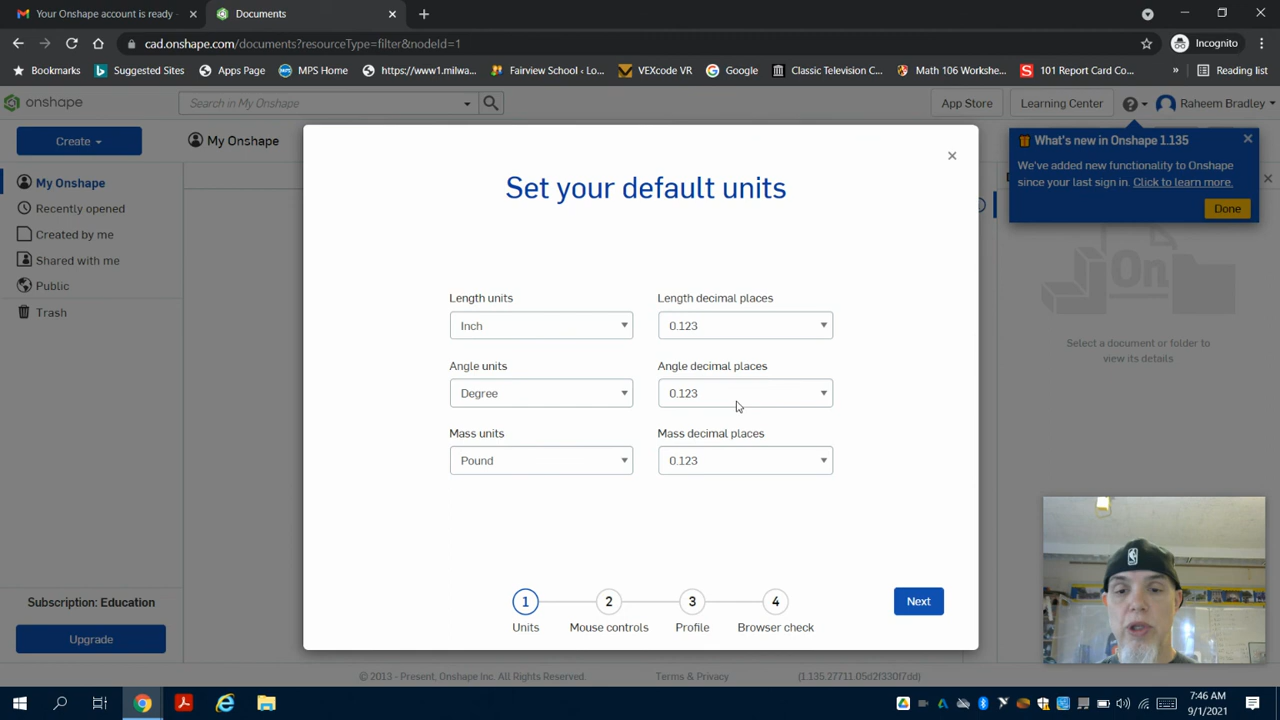 Your Onshape account is ready
Documents
cad.onshape.com/documents?resourceType=filter&nodeId=1
Incognito
Bookmarks
Suggested Sites
Apps Page
MPS Home
https://www1.milwa...
Fairview School ‹ Lo...
VEXcode VR
Google
Classic Television C...
Math 106 Workshe...
101 Report Card Co...
»
Reading list
onshape
Search in My Onshape
App Store
Learning Center
Raheem Bradley
Create
My Onshape
What's new in Onshape 1.135
We've added new functionality to Onshape
since your last sign in. Click to learn more.
Done
My Onshape
Recently opened
Created by me
Shared with me
Public
Trash
Set your default units
Length units
Length decimal places
Inch
0.123
Angle units
Angle decimal places
Degree
0.123
Mass units
Mass decimal places
Pound
0.123
On
Select a document or folder to
view its details
1
2
3
4
Units
Mouse controls
Profile
Browser check
Next
Subscription: Education
Upgrade
© 2013 - Present, Onshape Inc. All Rights Reserved.
Terms & Privacy
(1.135.27711.05d2f330f7dd)
7:46 AM
9/1/2021